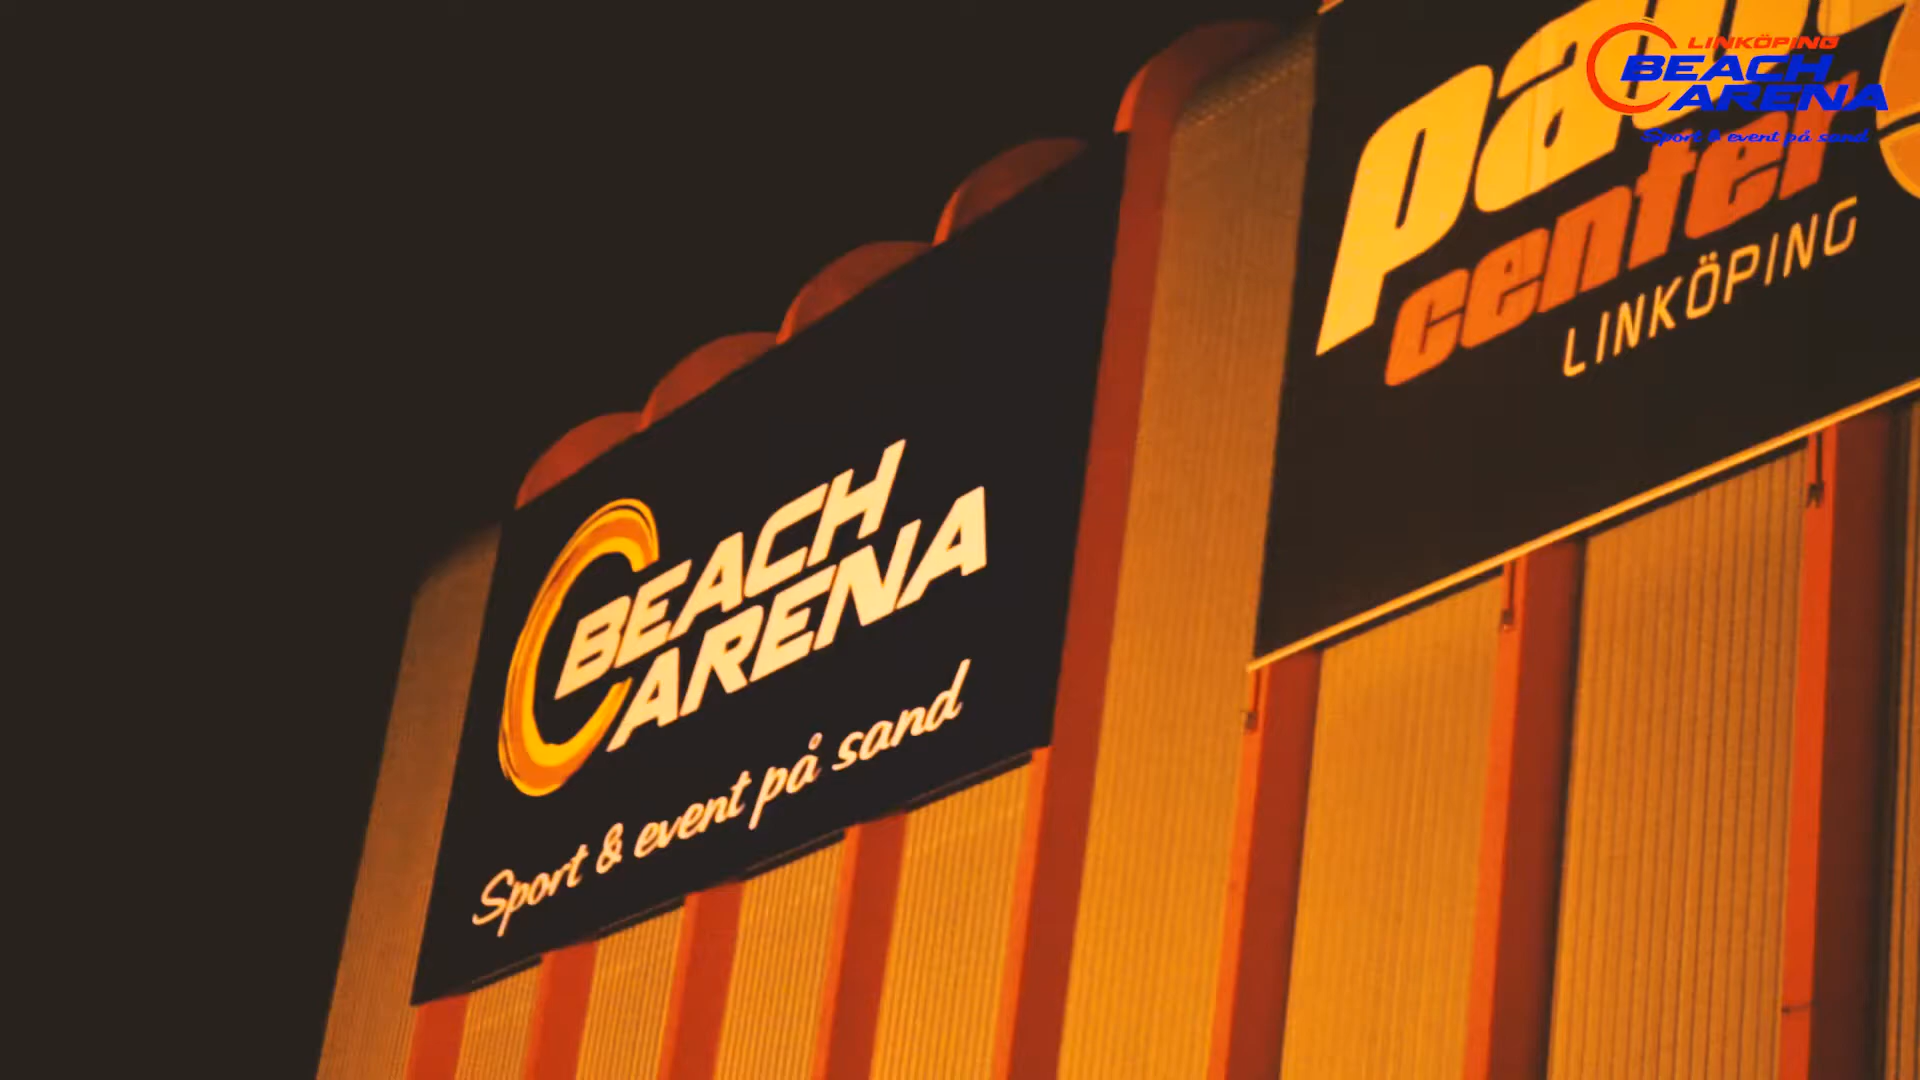 BEACH
ARENA
Sport & event på sand
center
LINKÖPING
LINKÖPING
BEACH
ARENA
Sport & event på sand